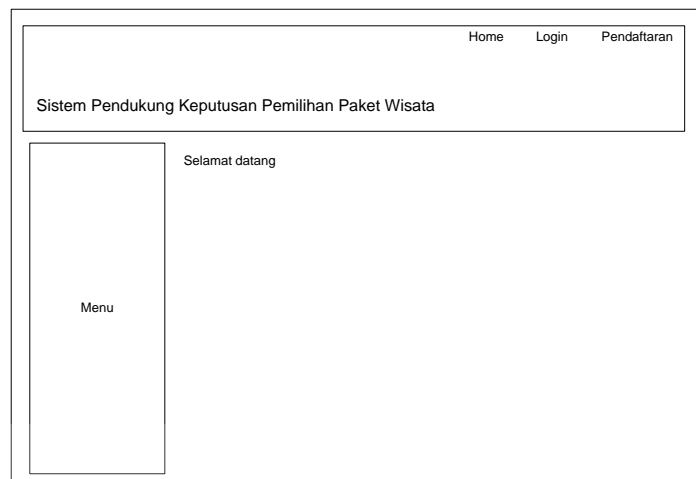 Home Login Pendaftaran
Sistem Pendukung Keputusan Pemilihan Paket Wisata
Selamat datang
Menu